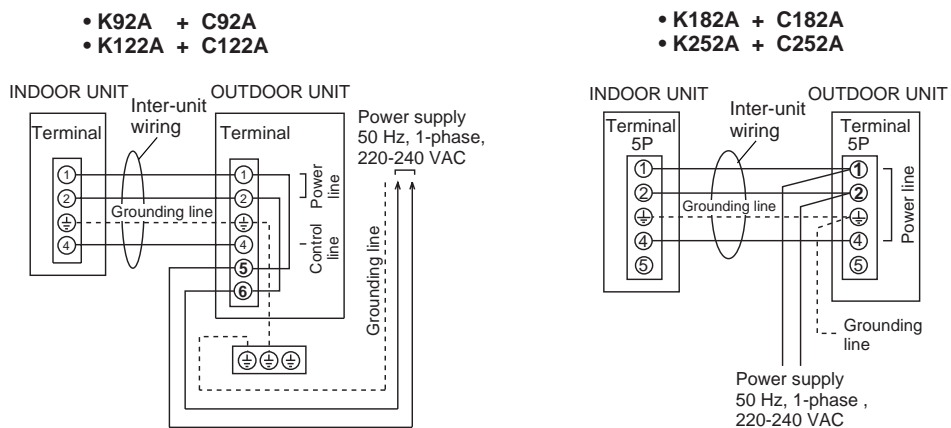 • K92A + C92A
• K122A + C122A
INDOOR UNIT
Inter-unit
wiring
OUTDOOR UNIT
Power supply
50 Hz, 1-phase,
220-240 VAC
Terminal
Terminal
1
2
4
1
2
4
5
6
Grounding line
Power
line
Control
line
Grounding line
• K182A + C182A
• K252A + C252A
INDOOR UNIT
Inter-unit
wiring
OUTDOOR UNIT
Terminal
5P
Terminal
5P
1
2
4
5
1
2
4
5
Grounding line
Power line
Grounding
line
Power supply
50 Hz, 1-phase ,
220-240 VAC